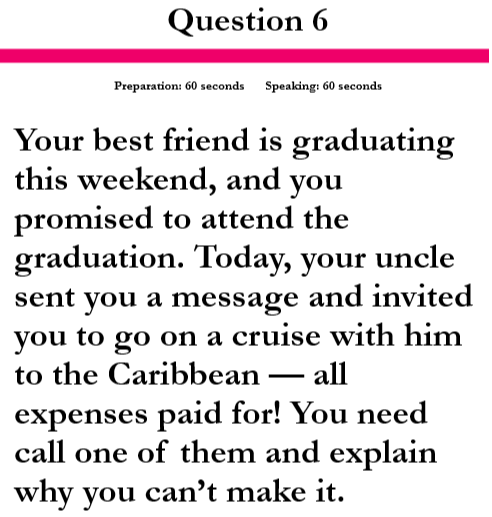 Question 6
Preparation: 60 seconds Speaking: 60 seconds
Your best friend is graduating
this weekend, and you
promised to attend the
graduation. Today, your uncle
sent you a message and invited
you to go on a cruise with him
to the Caribbean — all
expenses paid for! You need
call one of them and explain
why you can't make it.